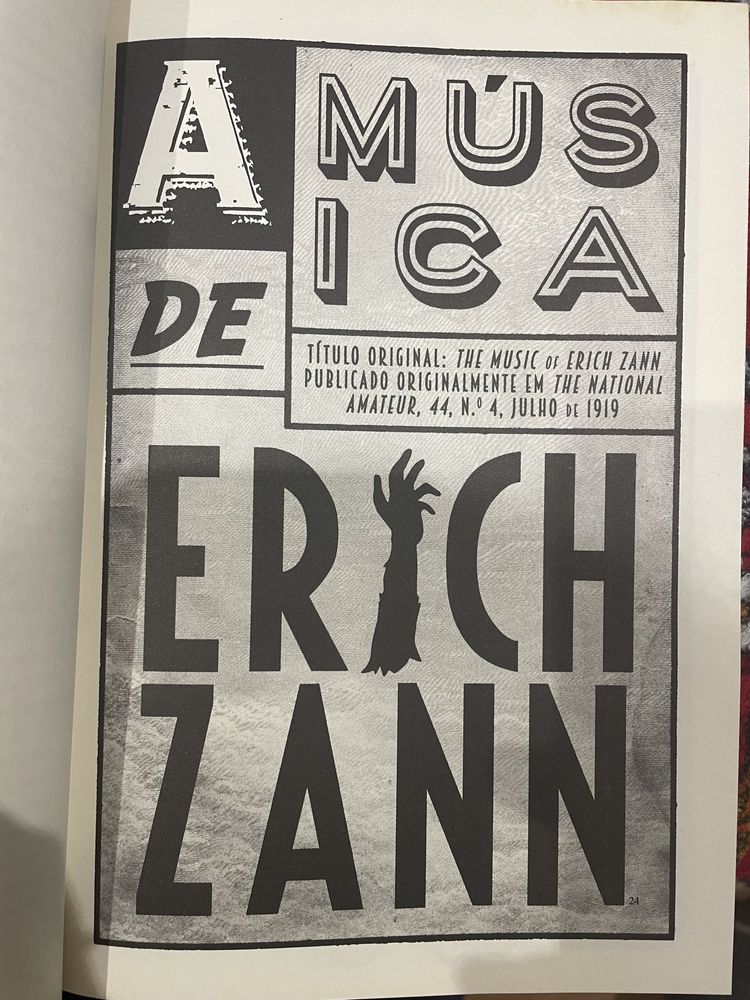 A MÚS
ICA
DE
TÍTULO ORIGINAL: THE MUSIC OF ERICH ZANN
PUBLICADO ORIGINALMENTE EM THE NATIONAL
AMATEUR, 44, N.º 4, JULHO DE 1919
ERICH
ZANN
24